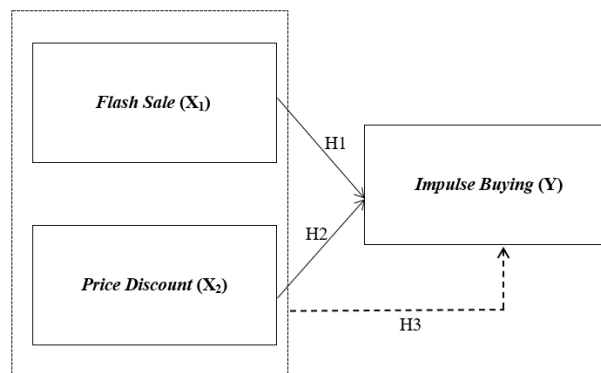 Flash Sale (X₁)
H1
Impulse Buying (Y)
H2
Price Discount (X₂)
H3